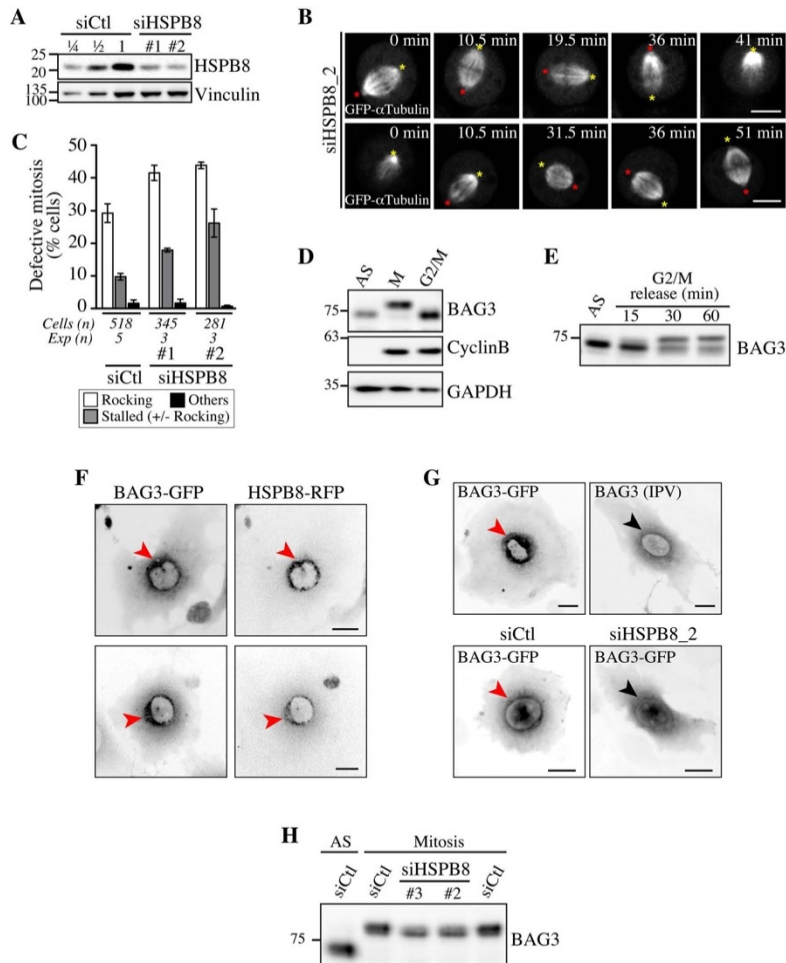 A
siCtl siHSPB8
¼ ½ 1 #1 #2
25
20
HSPB8
135
100
Vinculin
B
siHSPB8_2
0 min 10.5 min 19.5 min 36 min 41 min
GFP-αTubulin
0 min 10.5 min 31.5 min 36 min 51 min
GFP-αTubulin
C
Defective mitosis
(% cells)
50
40
30
20
10
0
Cells (n) 518 345 281
Exp (n) 5 3 3
#1 #2
siCtl siHSPB8
Rocking Others
Stalled (+/- Rocking)
D
AS M G2/M
75 BAG3
63
CyclinB
35 GAPDH
E
G2/M
release (min)
AS 15 30 60
75 BAG3
F
BAG3-GFP HSPB8-RFP
G
BAG3-GFP BAG3 (IPV)
siCtl siHSPB8_2
BAG3-GFP BAG3-GFP
H
AS Mitosis
siCtl siCtl siHSPB8 siCtl
#3 #2
75 BAG3